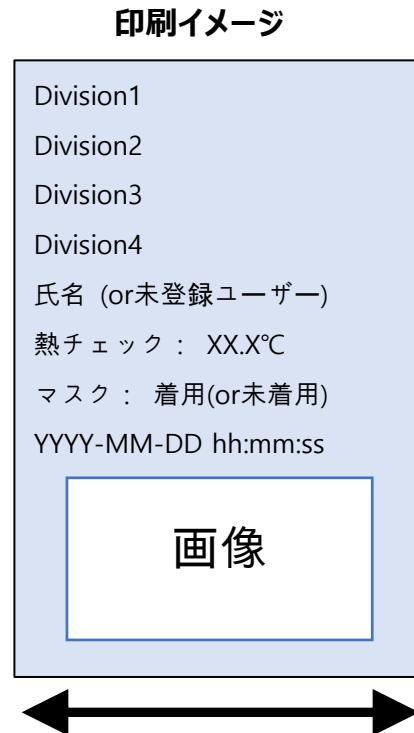 印刷イメージ
Division1
Division2
Division3
Division4
氏名 (or未登録ユーザー)
熱チェック： XX.X℃
マスク： 着用(or未着用)
YYYY-MM-DD hh:mm:ss
画像